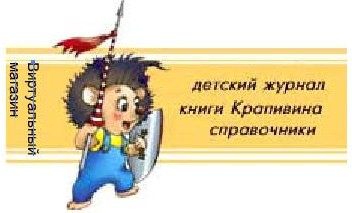 Виртуальный
магазин
детский журнал
книги Крапивина
справочники